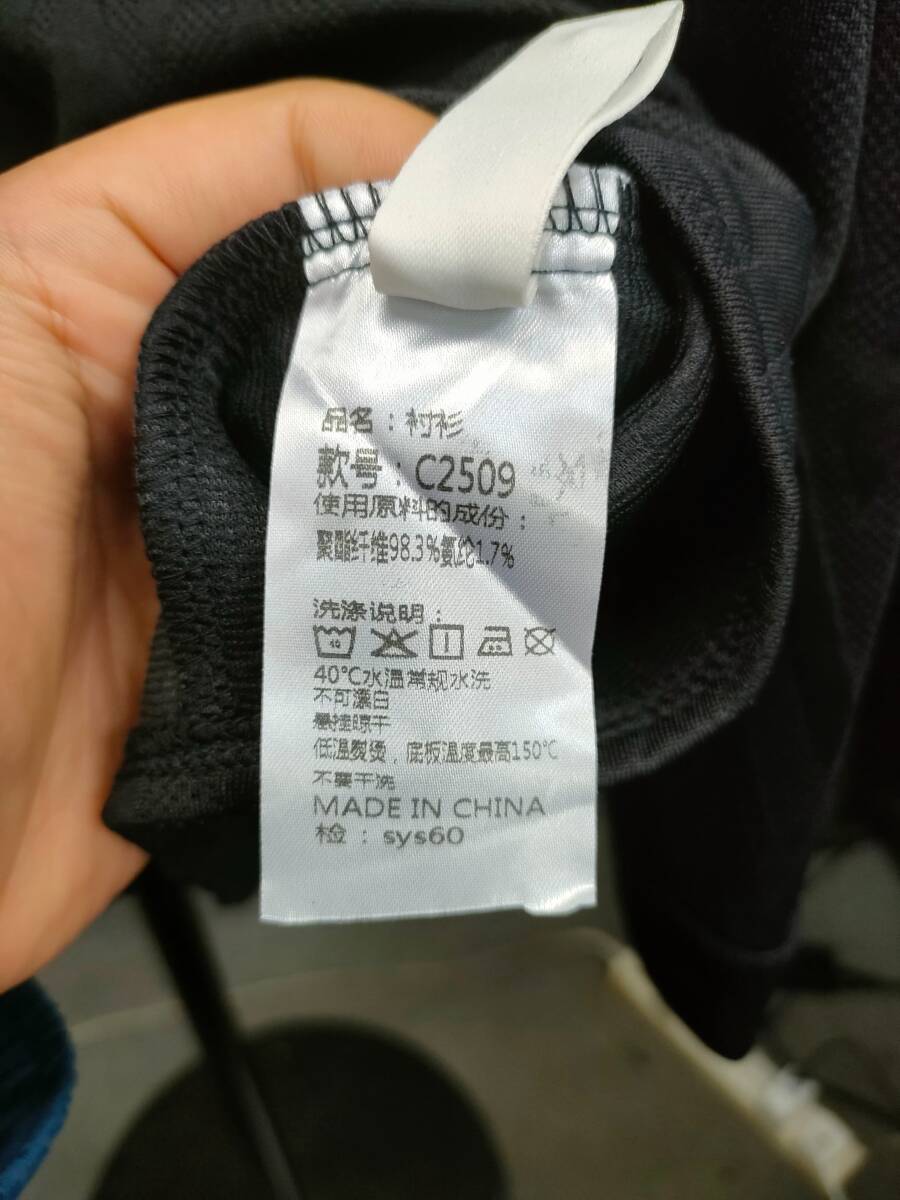 品名：衬衫
款号：C2509
使用原料的成份：
聚酯纤维98.3%氨纶1.7%
洗涤说明：
40
40℃水温常规水洗
不可漂白
悬挂晾干
低温熨烫，底板温度最高150℃
不要干洗
MADE IN CHINA
检：sys60